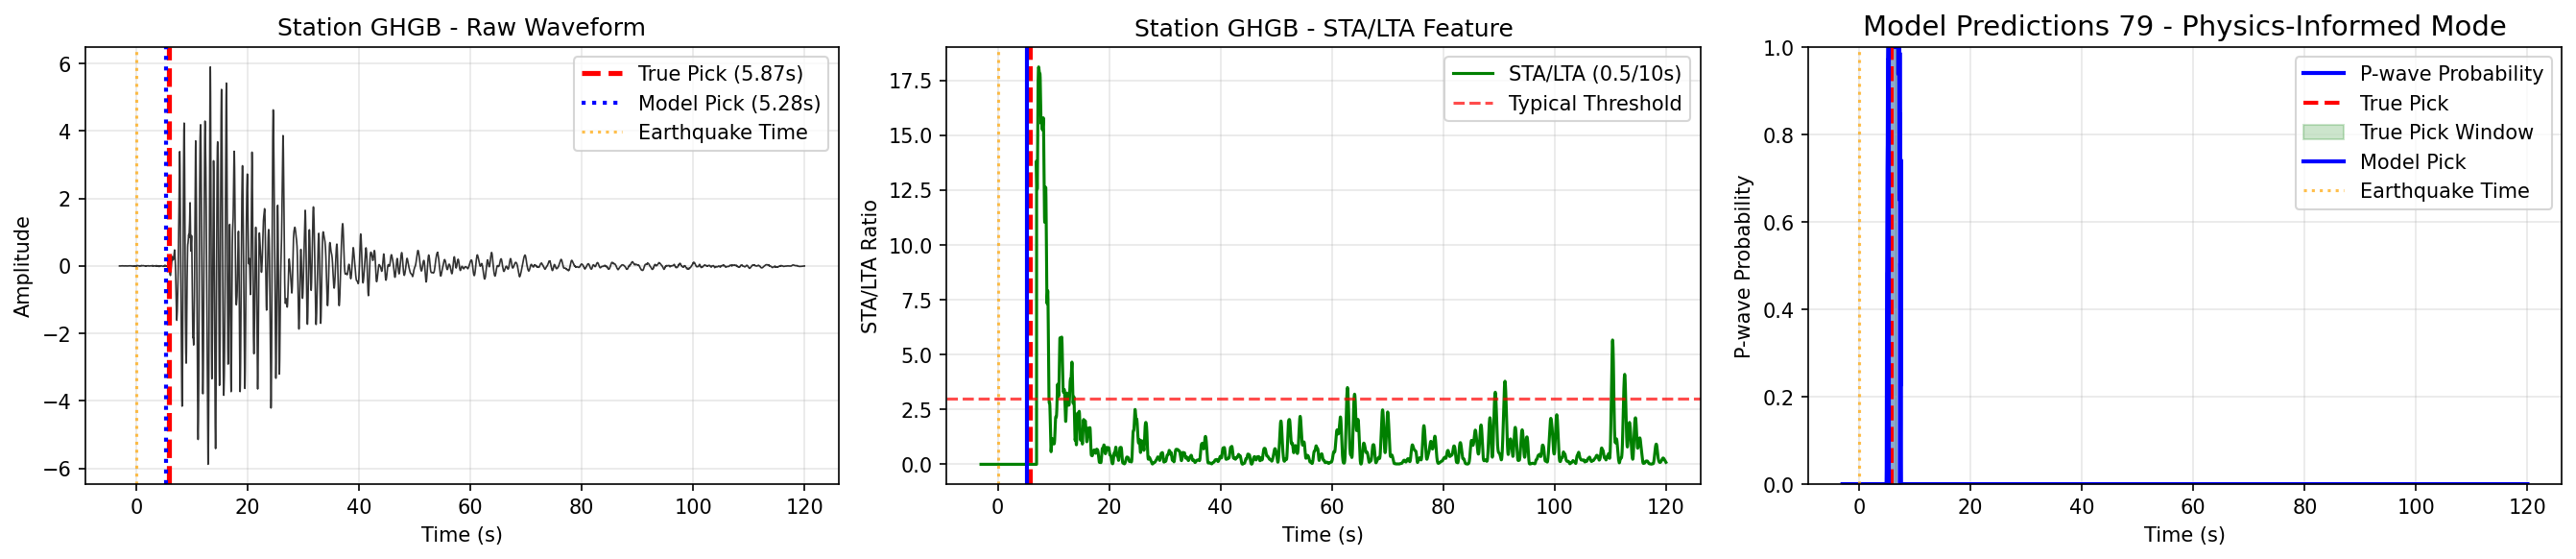 Station GHGB - Raw Waveform
Amplitude
6
4
2
0
−2
−4
−6
True Pick (5.87s)
Model Pick (5.28s)
Earthquake Time
0 20 40 60 80 100 120
Time (s)
Station GHGB - STA/LTA Feature
STA/LTA Ratio
17.5
15.0
12.5
10.0
7.5
5.0
2.5
0.0
STA/LTA (0.5/10s)
Typical Threshold
0 20 40 60 80 100 120
Time (s)
Model Predictions 79 - Physics-Informed Mode
P-wave Probability
1.0
0.8
0.6
0.4
0.2
0.0
P-wave Probability
True Pick
True Pick Window
Model Pick
Earthquake Time
0 20 40 60 80 100 120
Time (s)